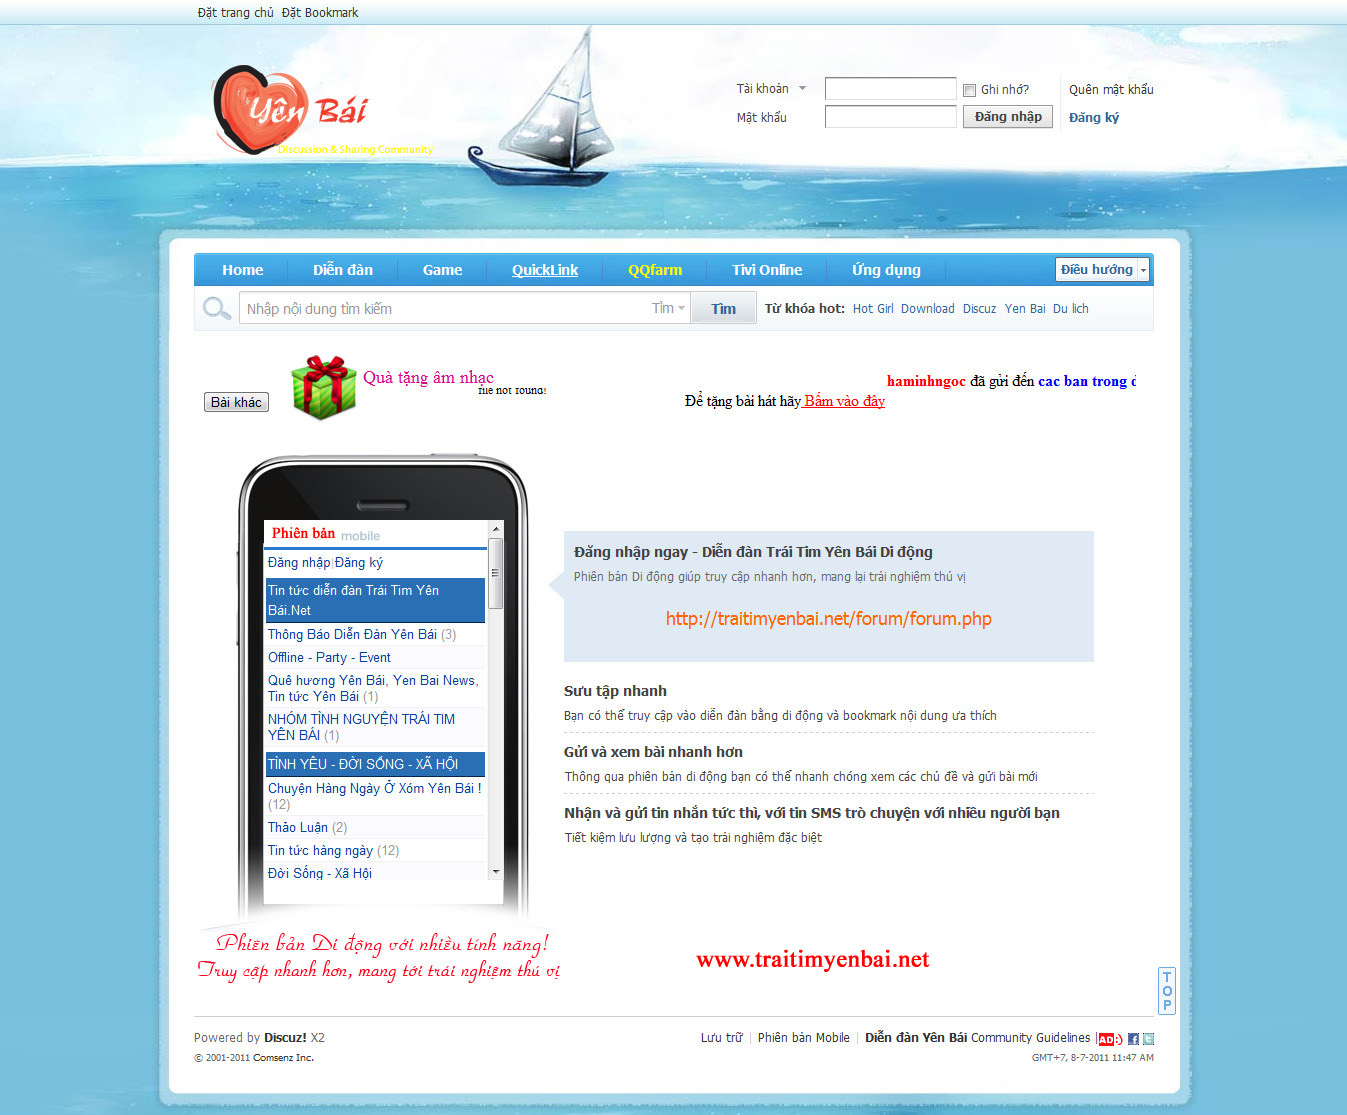 Đặt trang chủ Đặt Bookmark
Yên Bái
Discussion & Sharing Community
Tài khoản Ghi nhớ? Quên mật khẩu
Mật khẩu Đăng nhập Đăng ký
Home Diễn đàn Game QuickLink QQfarm Tivi Online Ứng dụng Điều hướng
Nhập nội dung tìm kiếm Tìm Tìm Từ khóa hot: Hot Girl Download Discuz Yen Bai Du lich
Quà tặng âm nhạc
haminhngoc đã gửi đến cac ban trong d
file not found!
Bài khác
Để tặng bài hát hãy Bấm vào đây
Phiên bản mobile
Đăng nhập|Đăng ký
Tin tức diễn đàn Trái Tim Yên
Bái.Net
Thông Báo Diễn Đàn Yên Bái (3)
Offline - Party - Event
Quê hương Yên Bái, Yen Bai News,
Tin tức Yên Bái (1)
NHÓM TÌNH NGUYỆN TRÁI TIM
YÊN BÁI (1)
TÌNH YÊU - ĐỜI SỐNG - XÃ HỘI
Chuyện Hàng Ngày Ở Xóm Yên Bái !
(12)
Thảo Luận (2)
Tin tức hàng ngày (12)
Đời Sống - Xã Hội
Đăng nhập ngay - Diễn đàn Trái Tim Yên Bái Di động
Phiên bản Di động giúp truy cập nhanh hơn, mang lại trải nghiệm thú vị
http://traitimyenbai.net/forum/forum.php
Sưu tập nhanh
Bạn có thể truy cập vào diễn đàn bằng di động và bookmark nội dung ưa thích
Gửi và xem bài nhanh hơn
Thông qua phiên bản di động bạn có thể nhanh chóng xem các chủ đề và gửi bài mới
Nhận và gửi tin nhắn tức thì, với tin SMS trò chuyện với nhiều người bạn
Tiết kiệm lưu lượng và tạo trải nghiệm đặc biệt
Phiên bản Di động với nhiều tính năng!
Truy cập nhanh hơn, mang tới trải nghiệm thú vị
www.traitimyenbai.net
TOP
Powered by Discuz! X2
Lưu trữ | Phiên bản Mobile | Diễn đàn Yên Bái Community Guidelines | AD
© 2001-2011 Comsenz Inc.
GMT+7, 8-7-2011 11:47 AM